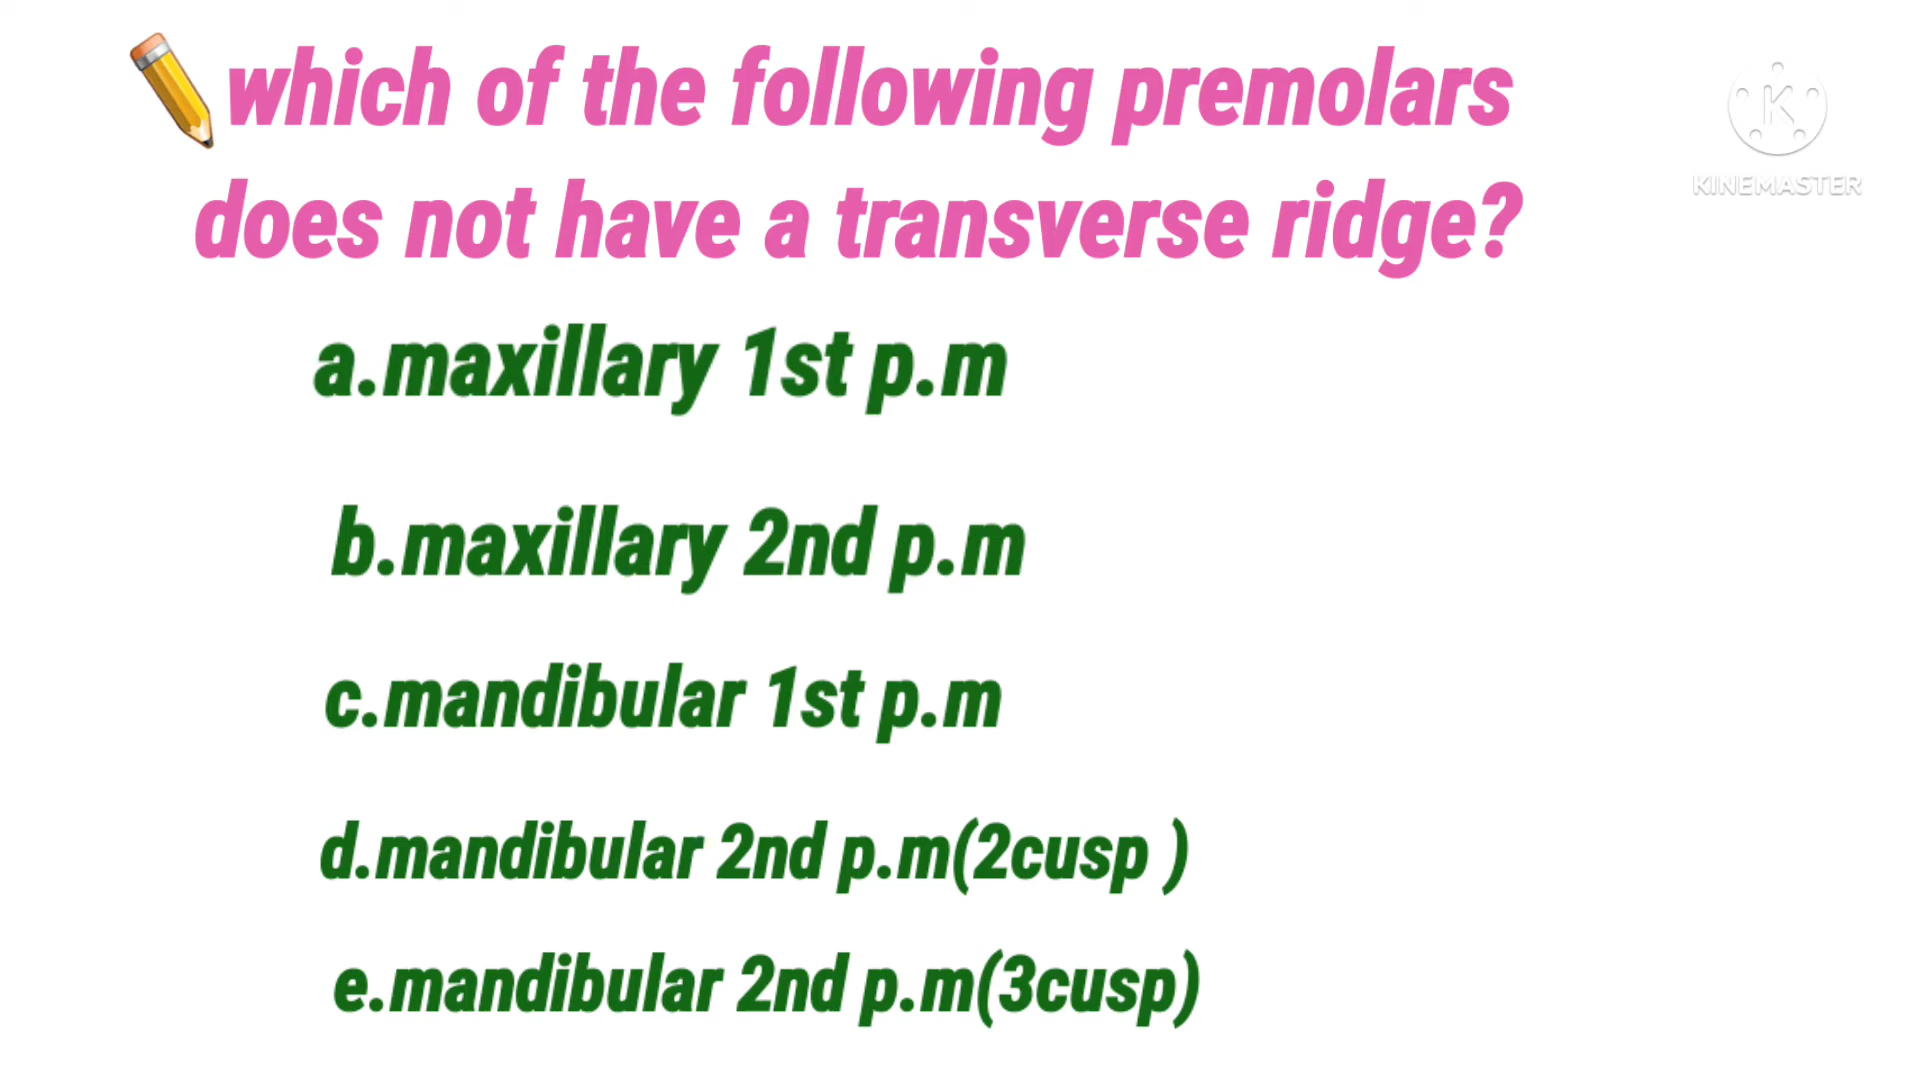 which of the following premolars
does not have a transverse ridge?
K
KINEMASTER
a.maxillary 1st p.m
b.maxillary 2nd p.m
c.mandibular 1st p.m
d.mandibular 2nd p.m(2cusp )
e.mandibular 2nd p.m(3cusp)